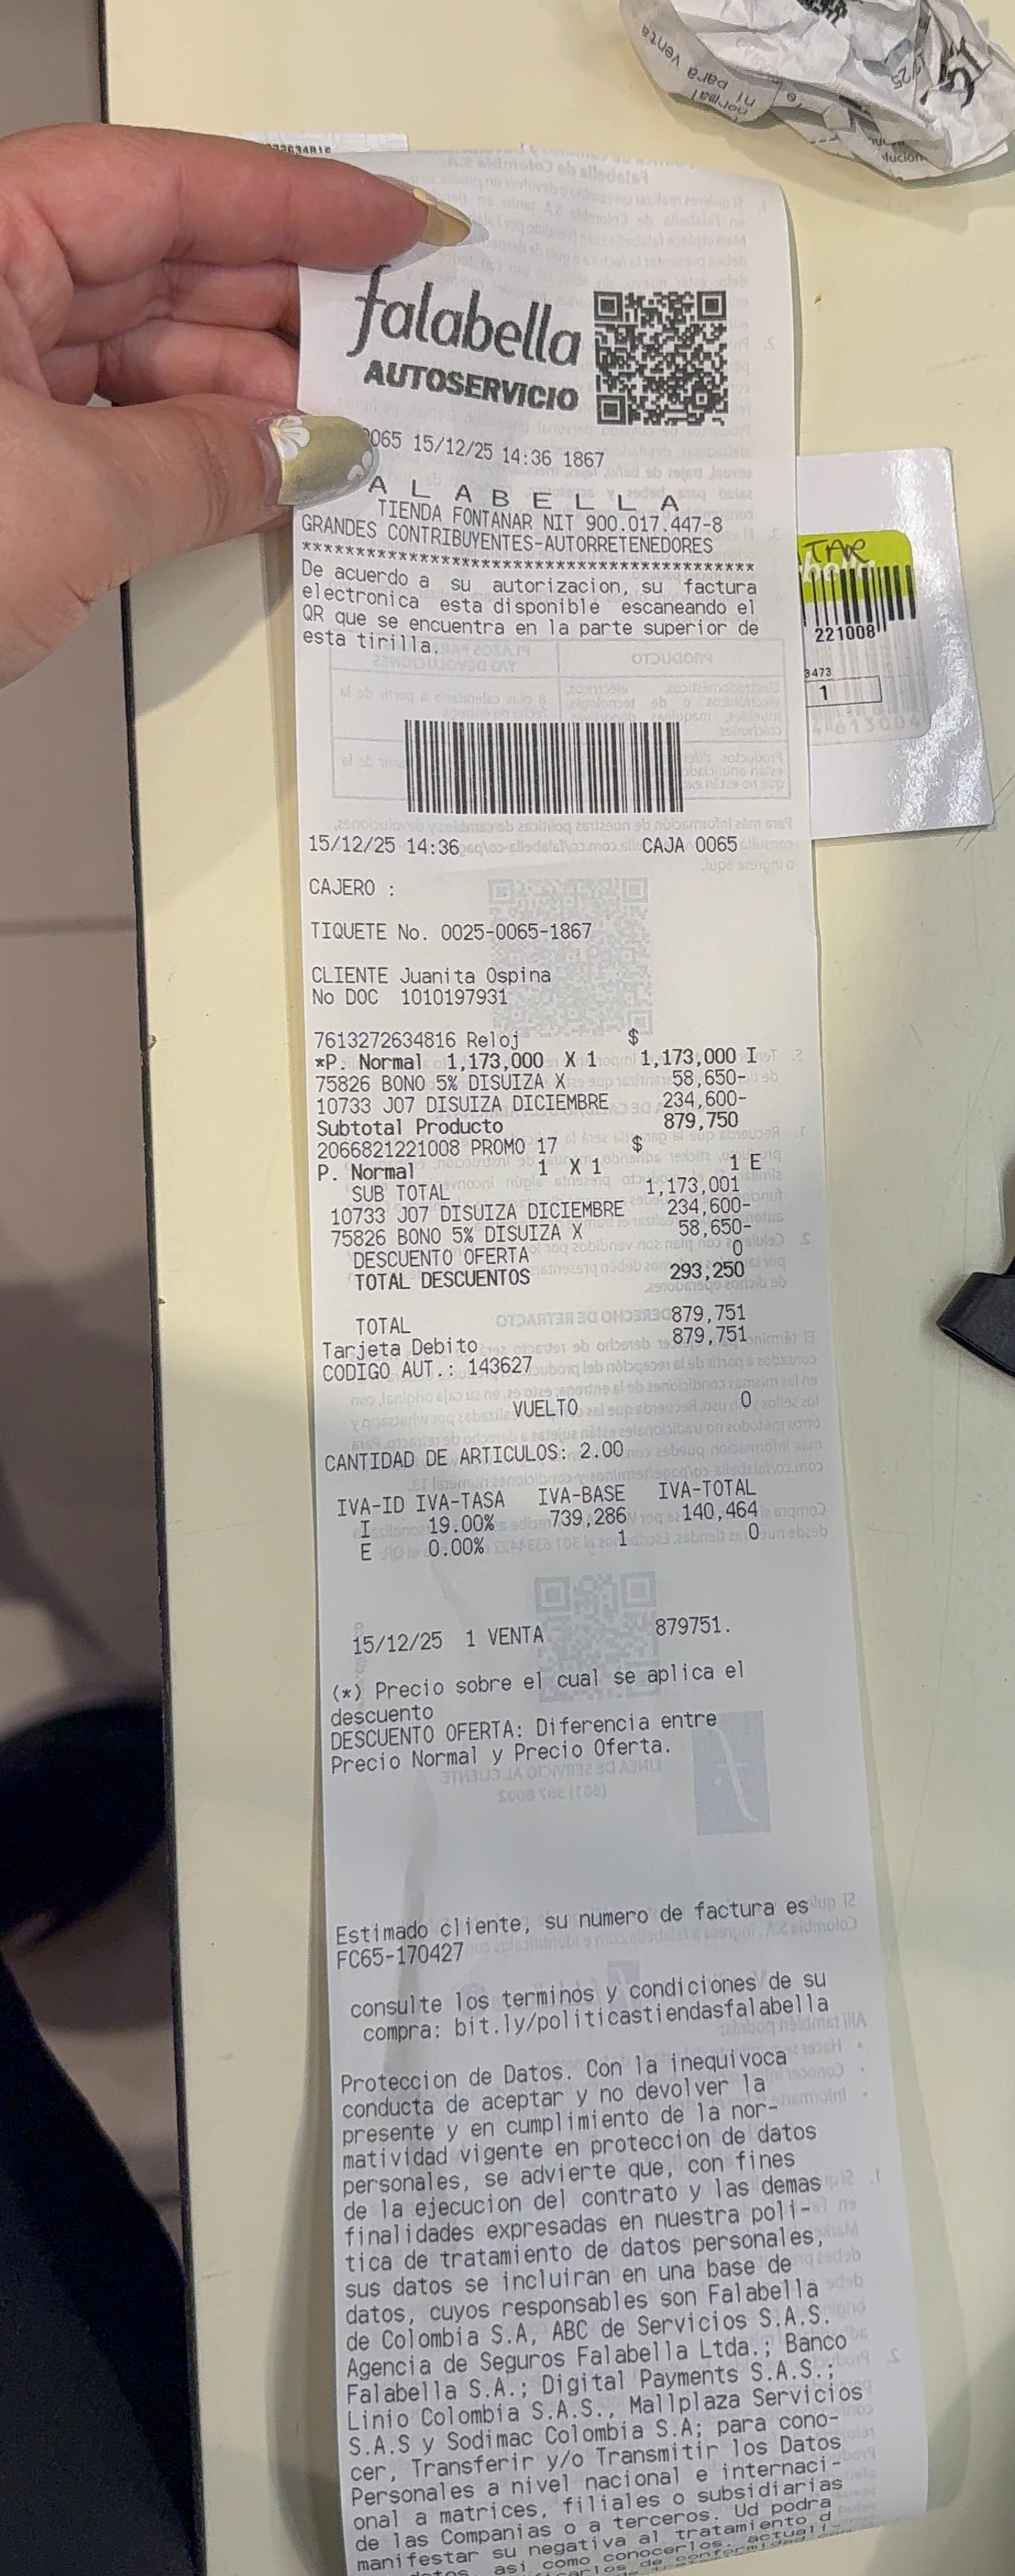 falabella
AUTOSERVICIO
0065 15/12/25 14:36 1867
A L A B E L L A
TIENDA FONTANAR NIT 900.017.447-8
GRANDES CONTRIBUYENTES-AUTORRETENEDORES
******************************************
De acuerdo a su autorizacion, su factura
electronica esta disponible escaneando el
QR que se encuentra en la parte superior de
esta tirilla.
15/12/25 14:36 CAJA 0065
CAJERO :
TIQUETE No. 0025-0065-1867
CLIENTE Juanita Ospina
No DOC 1010197931
7613272634816 Reloj $
*P. Normal 1,173,000 X 1 1,173,000 I
75826 BONO 5% DISUIZA X 58,650-
10733 J07 DISUIZA DICIEMBRE 234,600-
Subtotal Producto 879,750
2066821221008 PROMO 17 $
P. Normal 1 X 1 1 E
SUB TOTAL 1,173,001
10733 J07 DISUIZA DICIEMBRE 234,600-
75826 BONO 5% DISUIZA X 58,650-
DESCUENTO OFERTA 0
TOTAL DESCUENTOS 293,250
TOTAL 879,751
Tarjeta Debito 879,751
CODIGO AUT.: 143627
VUELTO 0
CANTIDAD DE ARTICULOS: 2.00
IVA-ID IVA-TASA IVA-BASE IVA-TOTAL
I 19.00% 739,286 140,464
E 0.00% 1 0
15/12/25 1 VENTA 879751.
(*) Precio sobre el cual se aplica el
descuento
DESCUENTO OFERTA: Diferencia entre
Precio Normal y Precio Oferta.
Estimado cliente, su numero de factura es
FC65-170427
consulte los terminos y condiciones de su
compra: bit.ly/politicastiendasfalabella
Proteccion de Datos. Con la inequivoca
conducta de aceptar y no devolver la
presente y en cumplimiento de la nor-
matividad vigente en proteccion de datos
personales, se advierte que, con fines
de la ejecucion del contrato y las demas
finalidades expresadas en nuestra poli-
tica de tratamiento de datos personales,
sus datos se incluiran en una base de
datos, cuyos responsables son Falabella
de Colombia S.A, ABC de Servicios S.A.S.
Agencia de Seguros Falabella Ltda.; Banco
Falabella S.A.; Digital Payments S.A.S.;
Linio Colombia S.A.S., Mallplaza Servicios
S.A.S y Sodimac Colombia S.A; para cono-
cer, Transferir y/o Transmitir los Datos
Personales a nivel nacional e internaci-
onal a matrices, filiales o subsidiarias
de las Companias o a terceros. Ud podra
manifestar su negativa al tratamiento d
asi como conocerlos, actuali-
TAR
221008
3473
1